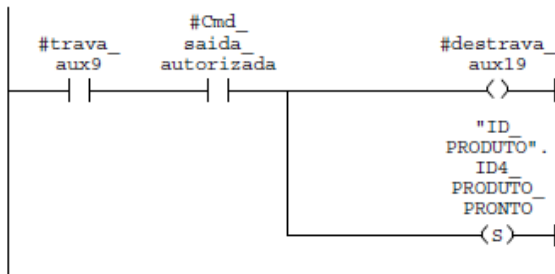 #trava_
aux9
#Cmd_
saida_
autorizada
#destrava_
aux19
"ID_
PRODUTO".
ID4_
PRODUTO_
PRONTO
S